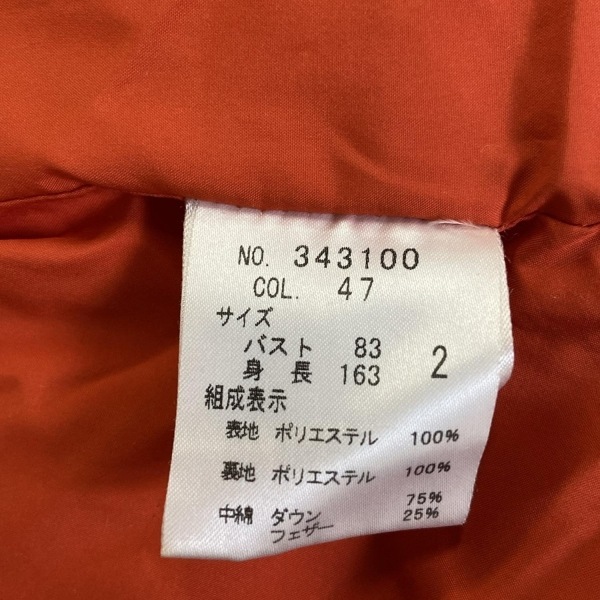 NO. 343100
COL. 47
サイズ
バスト 83
身長 163 2
組成表示
表地 ポリエステル 100%
裏地 ポリエステル 100%
75%
中綿 ダウン 25%
フェザー